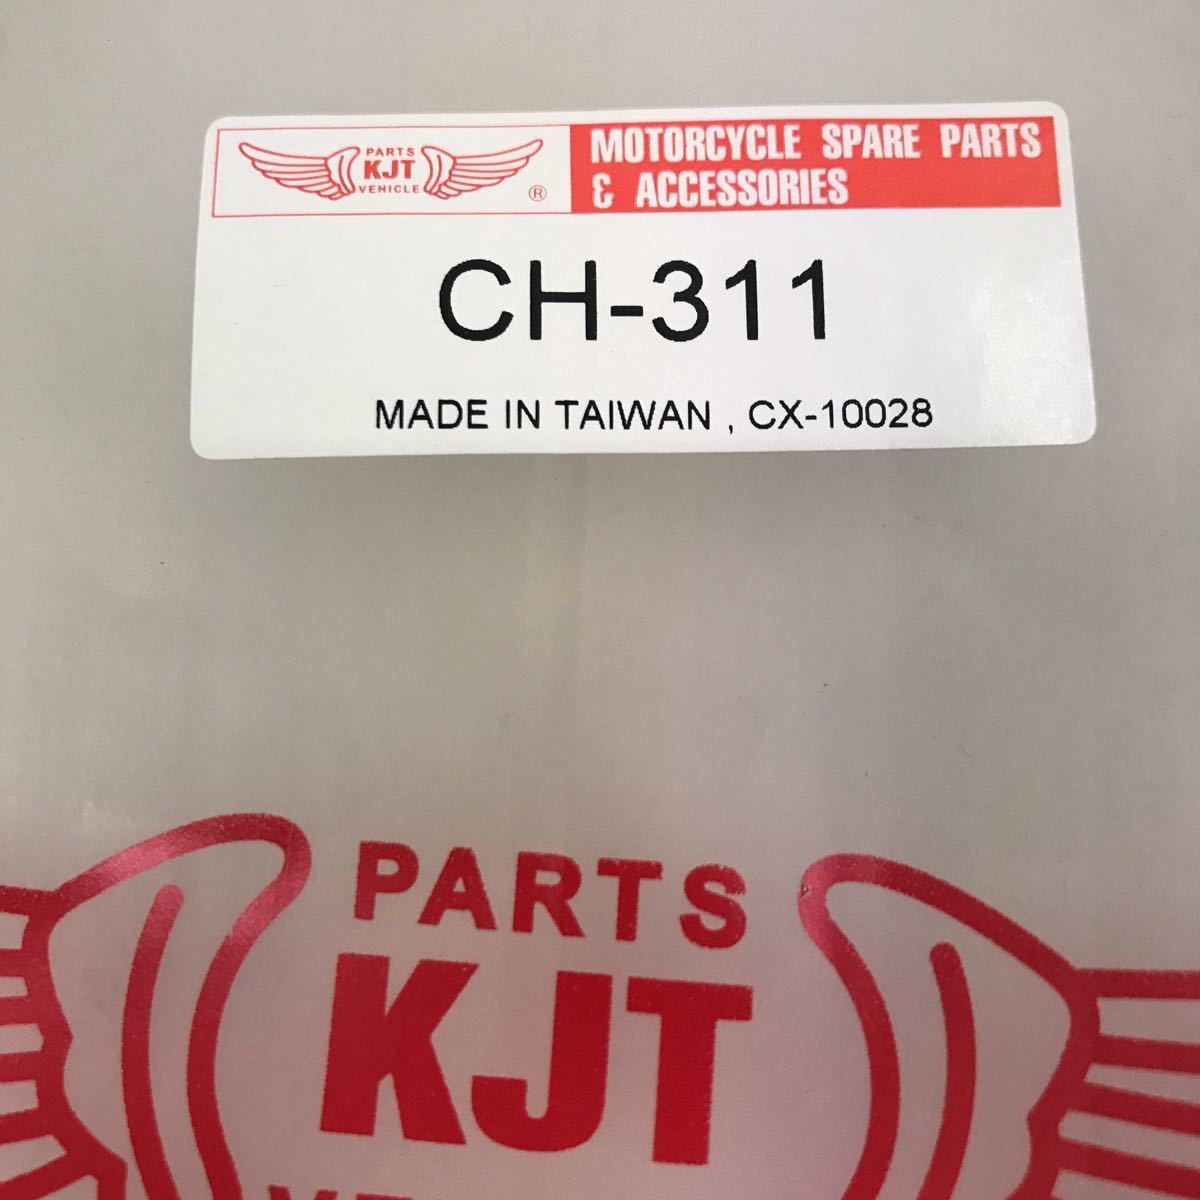 PARTS
KJT
VEHICLE
®
MOTORCYCLE SPARE PARTS
& ACCESSORIES
CH-311
MADE IN TAIWAN , CX-10028
PARTS
KJT